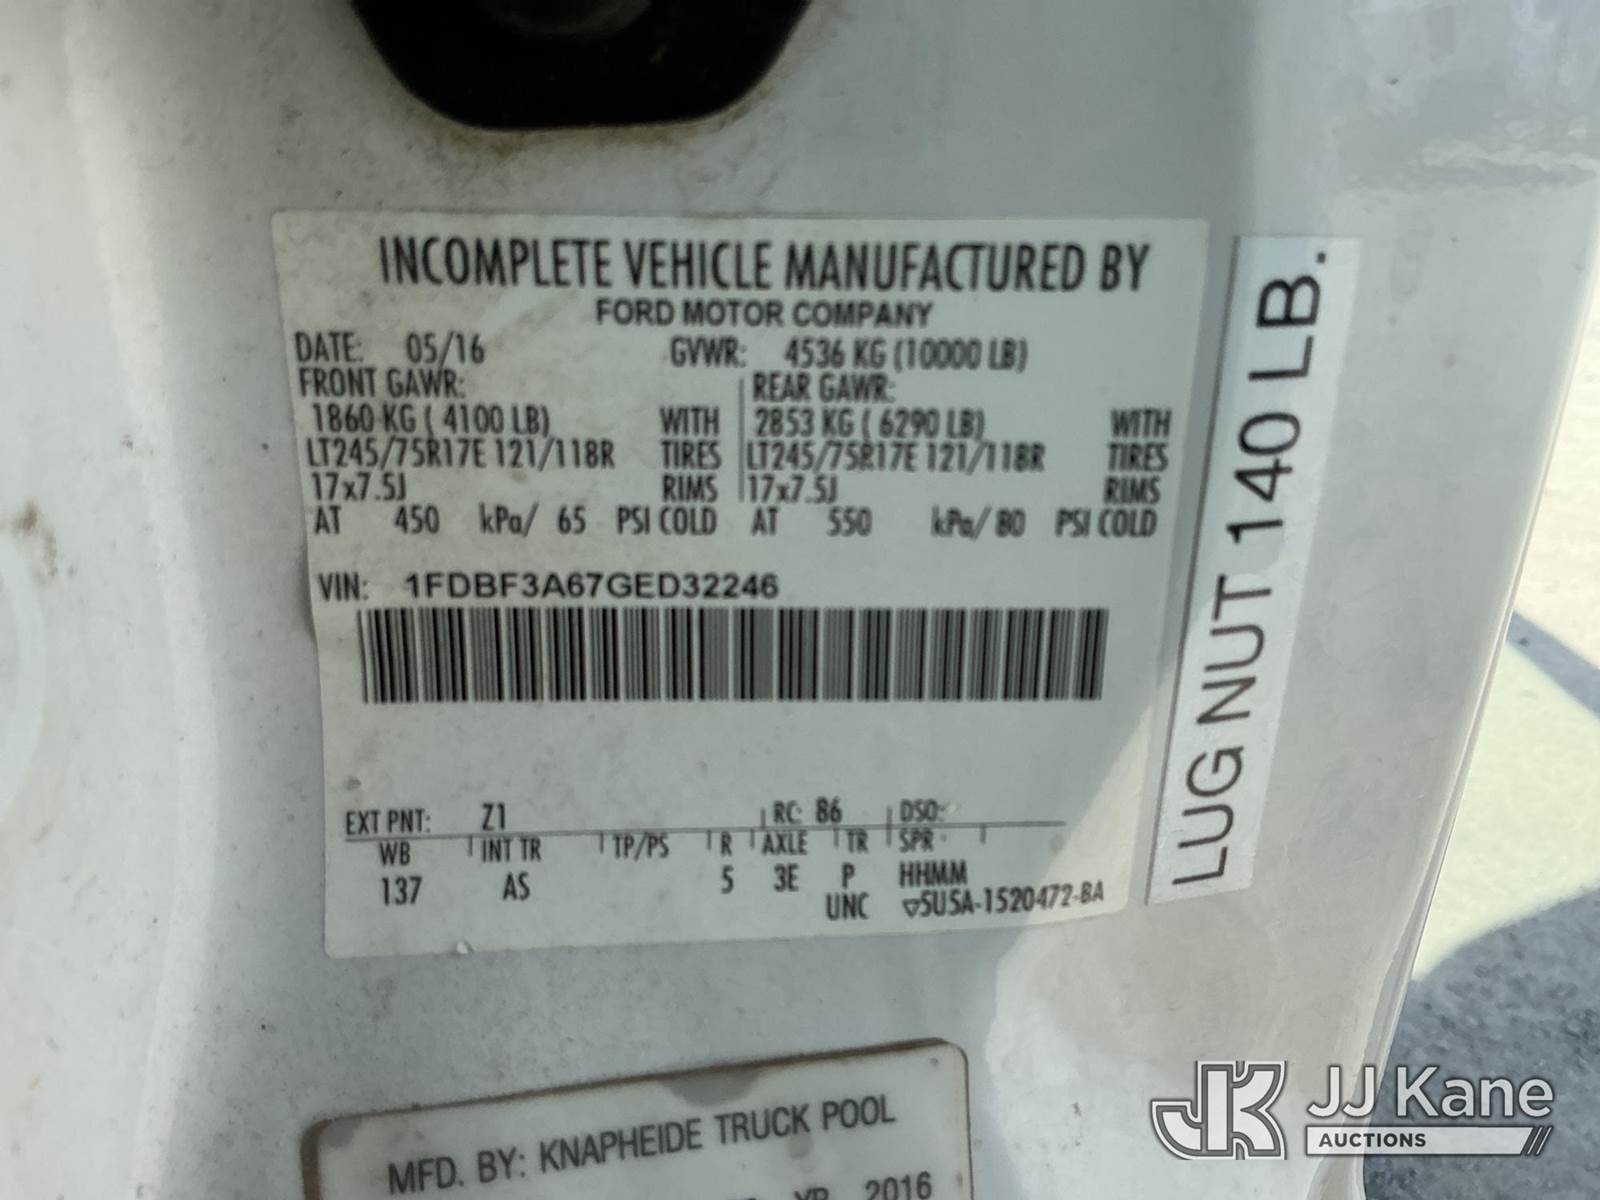 INCOMPLETE VEHICLE MANUFACTURED BY
FORD MOTOR COMPANY
DATE: 05/16 GVWR: 4536 KG (10000 LB)
FRONT GAWR: REAR GAWR:
1860 KG ( 4100 LB) WITH 2853 KG ( 6290 LB) WITH
LT245/75R17E 121/118R TIRES LT245/75R17E 121/118R TIRES
17x7.5J RIMS 17x7.5J RIMS
AT 450 kPa/ 65 PSI COLD AT 550 kPa/ 80 PSI COLD
VIN: 1FDBF3A67GED32246
EXT PNT: Z1 RC: 86 DSO:
WB INT TR TP/PS R AXLE TR SPR
137 AS 5 3E P HHMM
UNC ▽5U5A-1520472-BA
LUG NUT 140 LB.
MFD. BY: KNAPHEIDE TRUCK POOL
YR 2016
JJ Kane
AUCTIONS